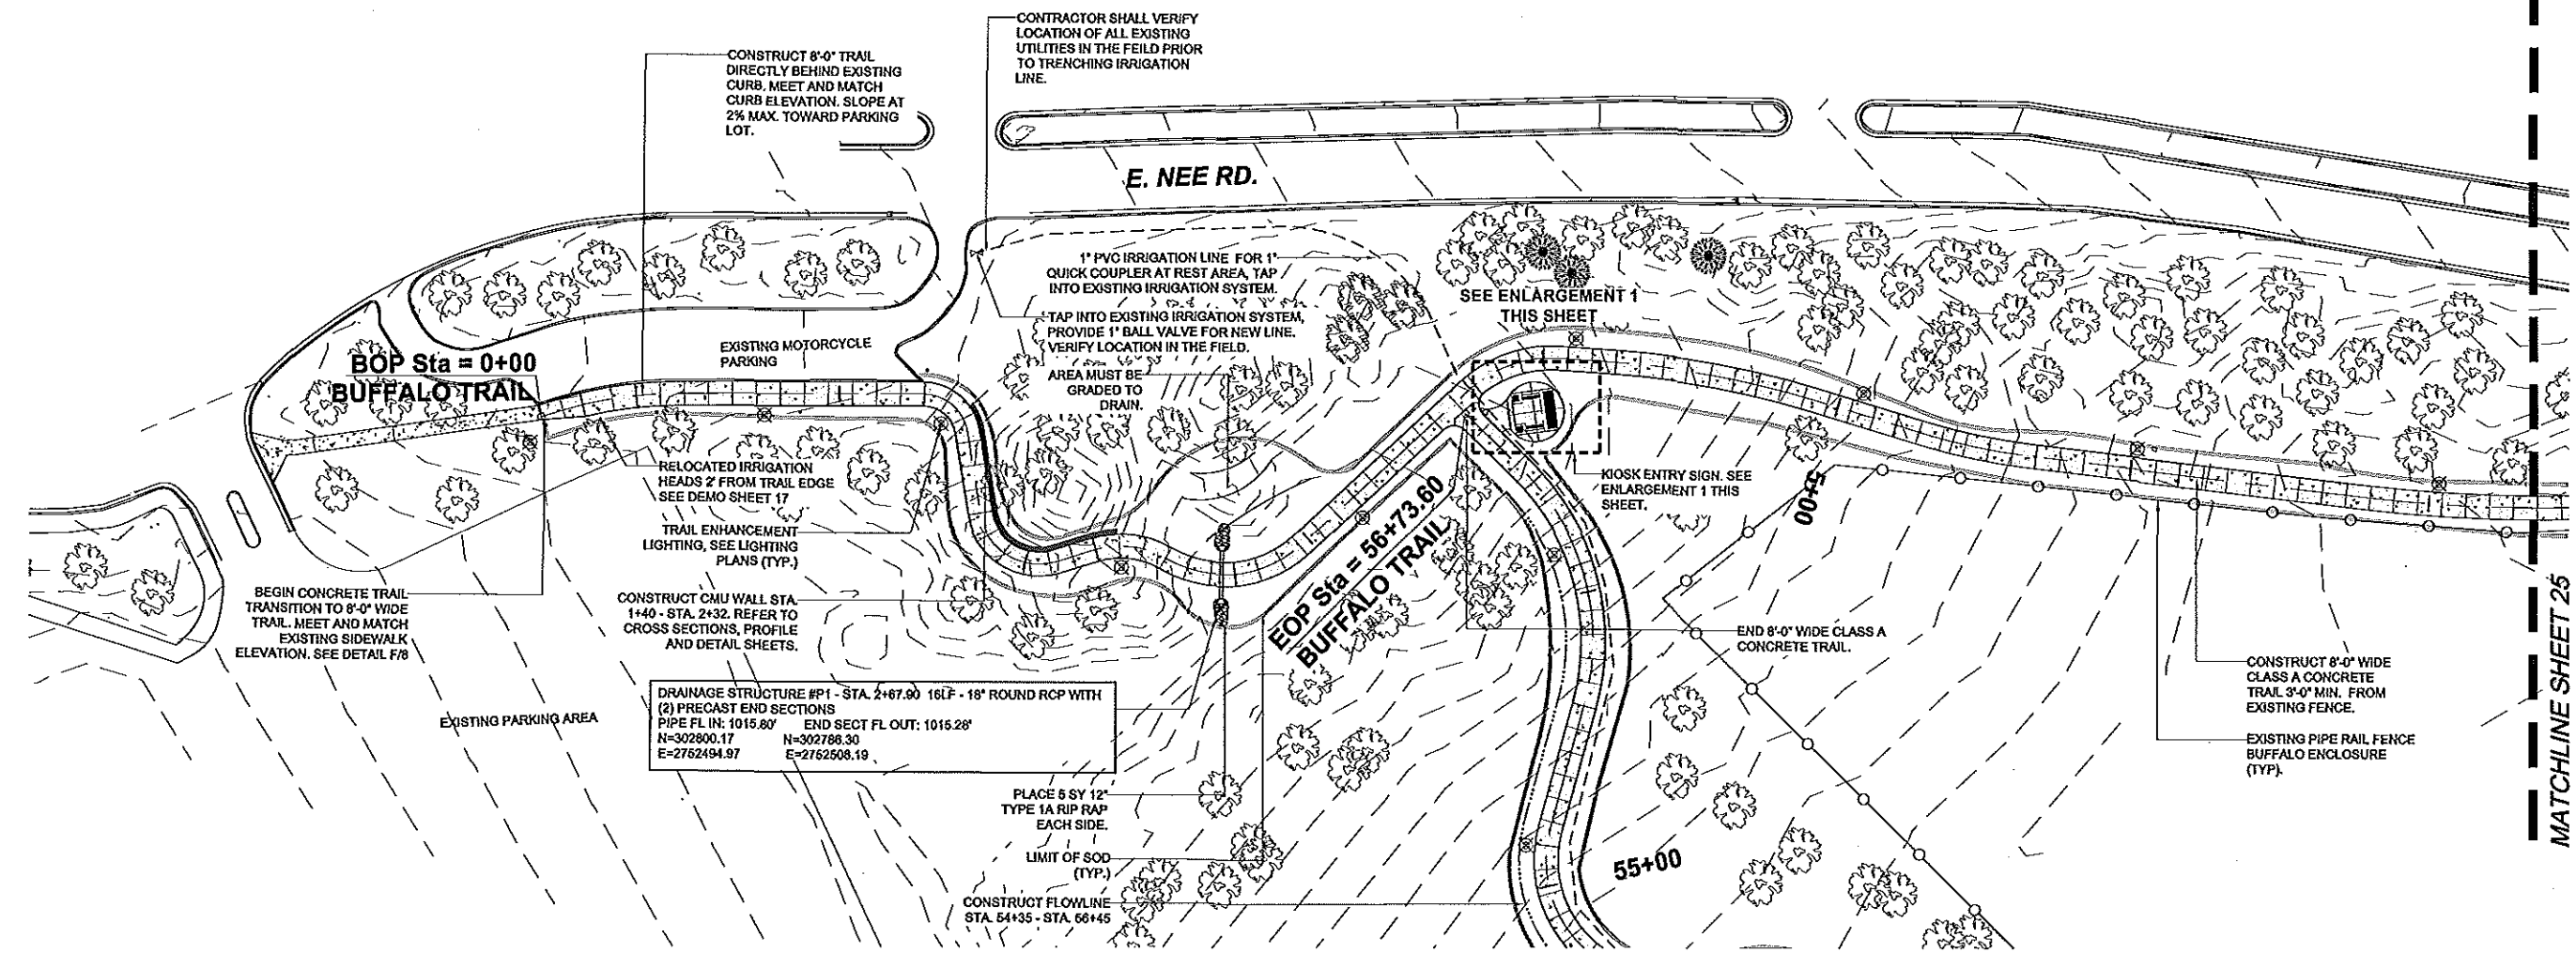 CONTRACTOR SHALL VERIFY
LOCATION OF ALL EXISTING
UTILITIES IN THE FEILD PRIOR
TO TRENCHING IRRIGATION
LINE.
CONSTRUCT 8'-0" TRAIL
DIRECTLY BEHIND EXISTING
CURB. MEET AND MATCH
CURB ELEVATION. SLOPE AT
2% MAX. TOWARD PARKING
LOT.
E. NEE RD.
1" PVC IRRIGATION LINE FOR 1"
QUICK COUPLER AT REST AREA, TAP
INTO EXISTING IRRIGATION SYSTEM.
TAP INTO EXISTING IRRIGATION SYSTEM,
PROVIDE 1" BALL VALVE FOR NEW LINE.
VERIFY LOCATION IN THE FIELD.
SEE ENLARGEMENT 1
THIS SHEET
EXISTING MOTORCYCLE
PARKING
BOP Sta = 0+00
BUFFALO TRAIL
AREA MUST BE
GRADED TO
DRAIN.
RELOCATED IRRIGATION
HEADS 2' FROM TRAIL EDGE
SEE DEMO SHEET 17
KIOSK ENTRY SIGN. SEE
ENLARGEMENT 1 THIS
SHEET.
5+00
TRAIL ENHANCEMENT
LIGHTING, SEE LIGHTING
PLANS (TYP.)
EOP Sta = 56+73.60
BUFFALO TRAIL
BEGIN CONCRETE TRAIL
TRANSITION TO 8'-0" WIDE
TRAIL. MEET AND MATCH
EXISTING SIDEWALK
ELEVATION. SEE DETAIL F/8
CONSTRUCT CMU WALL STA.
1+40 - STA. 2+32. REFER TO
CROSS SECTIONS, PROFILE
AND DETAIL SHEETS.
END 8'-0" WIDE CLASS A
CONCRETE TRAIL.
CONSTRUCT 8'-0" WIDE
CLASS A CONCRETE
TRAIL 3'-0" MIN. FROM
EXISTING FENCE.
EXISTING PIPE RAIL FENCE
BUFFALO ENCLOSURE
(TYP).
MATCHLINE SHEET 25
EXISTING PARKING AREA
DRAINAGE STRUCTURE #P1 - STA. 2+67.90 16LF - 18" ROUND RCP WITH
(2) PRECAST END SECTIONS
PIPE FL IN: 1015.60' END SECT FL OUT: 1015.28'
N=302800.17 N=302786.30
E=2752494.97 E=2752508.19
PLACE 5 SY 12"
TYPE 1A RIP RAP
EACH SIDE.
LIMIT OF SOD
(TYP.)
55+00
CONSTRUCT FLOWLINE
STA. 54+35 - STA. 56+45